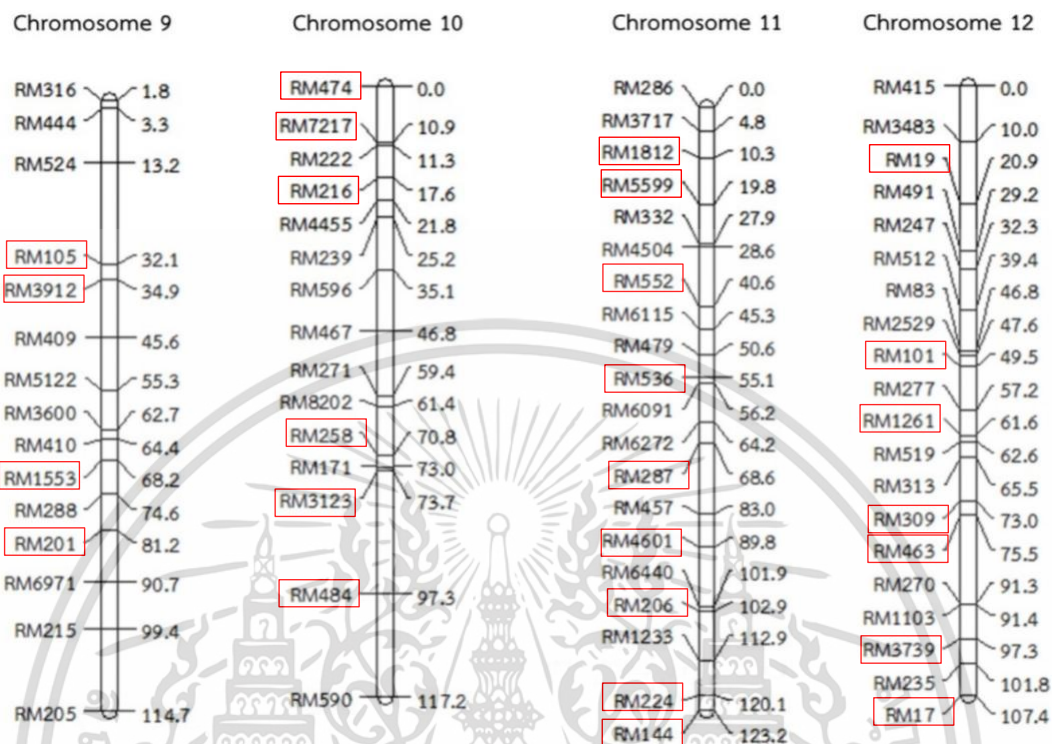 Chromosome 9
RM316 1.8
RM444 3.3
RM524 13.2
RM105 32.1
RM3912 34.9
RM409 45.6
RM5122 55.3
RM3600 62.7
RM410 64.4
RM1553 68.2
RM288 74.6
RM201 81.2
RM6971 90.7
RM215 99.4
RM205 114.7
Chromosome 10
RM474 0.0
RM7217 10.9
RM222 11.3
RM216 17.6
RM4455 21.8
RM239 25.2
RM596 35.1
RM467 46.8
RM271 59.4
RM8202 61.4
RM258 70.8
RM171 73.0
RM3123 73.7
RM484 97.3
RM590 117.2
Chromosome 11
RM286 0.0
RM3717 4.8
RM1812 10.3
RM5599 19.8
RM332 27.9
RM4504 28.6
RM552 40.6
RM6115 45.3
RM479 50.6
RM536 55.1
RM6091 56.2
RM6272 64.2
RM287 68.6
RM457 83.0
RM4601 89.8
RM6440 101.9
RM206 102.9
RM1233 112.9
RM224 120.1
RM144 123.2
Chromosome 12
RM415 0.0
RM3483 10.0
RM19 20.9
RM491 29.2
RM247 32.3
RM512 39.4
RM83 46.8
RM2529 47.6
RM101 49.5
RM277 57.2
RM1261 61.6
RM519 62.6
RM313 65.5
RM309 73.0
RM463 75.5
RM270 91.3
RM1103 91.4
RM3739 97.3
RM235 101.8
RM17 107.4